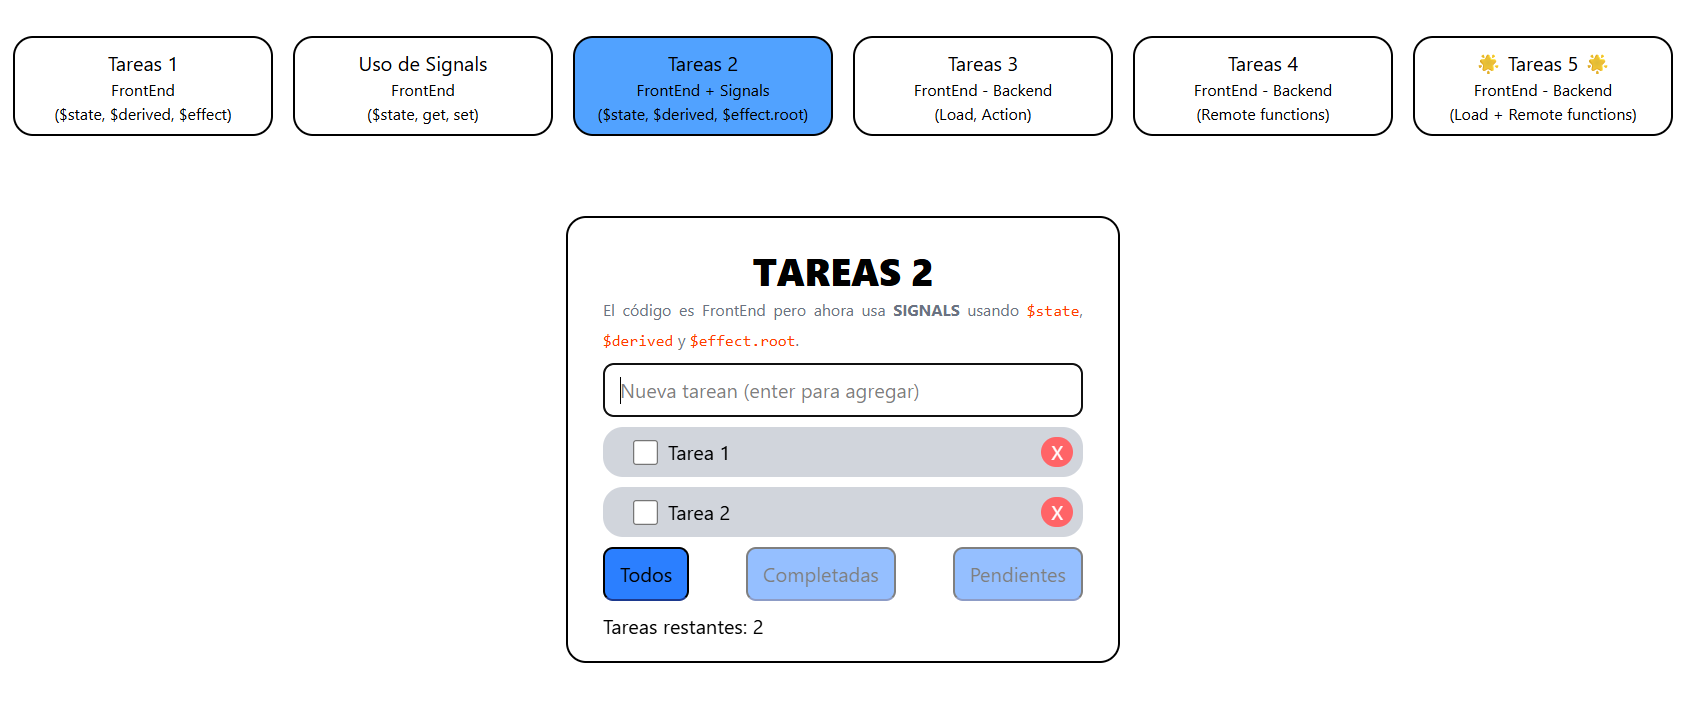 Tareas 1
FrontEnd
($state, $derived, $effect)
Uso de Signals
FrontEnd
($state, get, set)
Tareas 2
FrontEnd + Signals
($state, $derived, $effect.root)
Tareas 3
FrontEnd - Backend
(Load, Action)
Tareas 4
FrontEnd - Backend
(Remote functions)
🌟 Tareas 5 🌟
FrontEnd - Backend
(Load + Remote functions)
TAREAS 2
El código es FrontEnd pero ahora usa SIGNALS usando $state,
$derived y $effect.root.
Nueva tarean (enter para agregar)
Tarea 1
X
Tarea 2
X
Todos
Completadas
Pendientes
Tareas restantes: 2